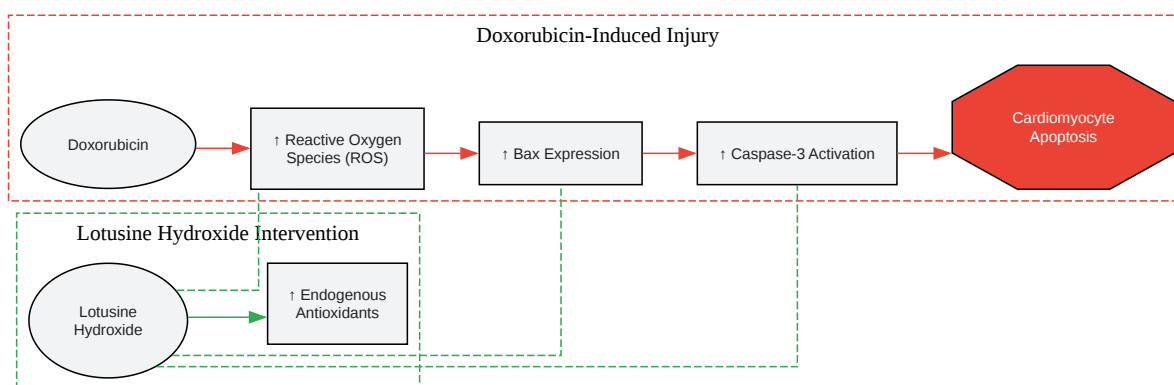 Doxorubicin-Induced Injury
Doxorubicin
↑ Reactive Oxygen
Species (ROS)
↑ Bax Expression
↑ Caspase-3 Activation
Cardiomyocyte
Apoptosis
Lotusine Hydroxide Intervention
Lotusine
Hydroxide
↑ Endogenous
Antioxidants